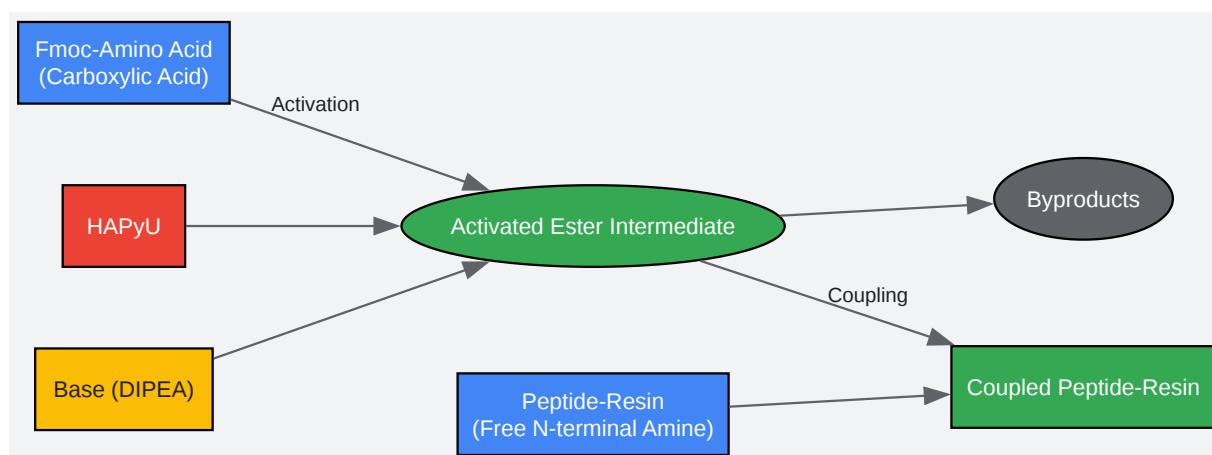 Fmoc-Amino Acid
(Carboxylic Acid)
Activation
HAPyU
Activated Ester Intermediate
Byproducts
Coupling
Base (DIPEA)
Peptide-Resin
(Free N-terminal Amine)
Coupled Peptide-Resin